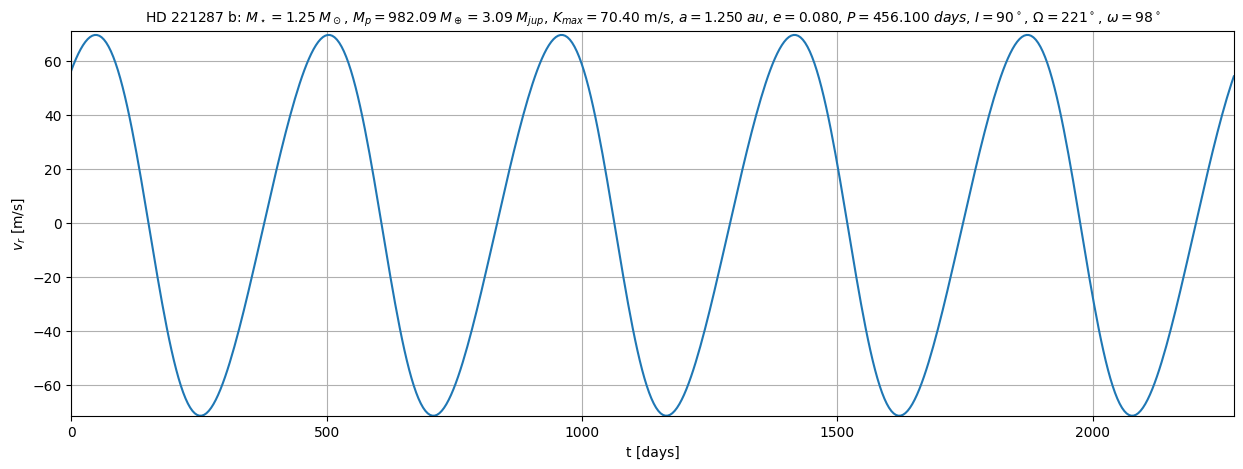 HD 221287 b: M⋆ = 1.25 M⊙, Mp = 982.09 M⊕ = 3.09 Mjup, Kmax = 70.40 m/s, a = 1.250 au, e = 0.080, P = 456.100 days, I = 90°, Ω = 221°, ω = 98°
60
40
20
0
−20
−40
−60
vr [m/s]
0 500 1000 1500 2000
t [days]